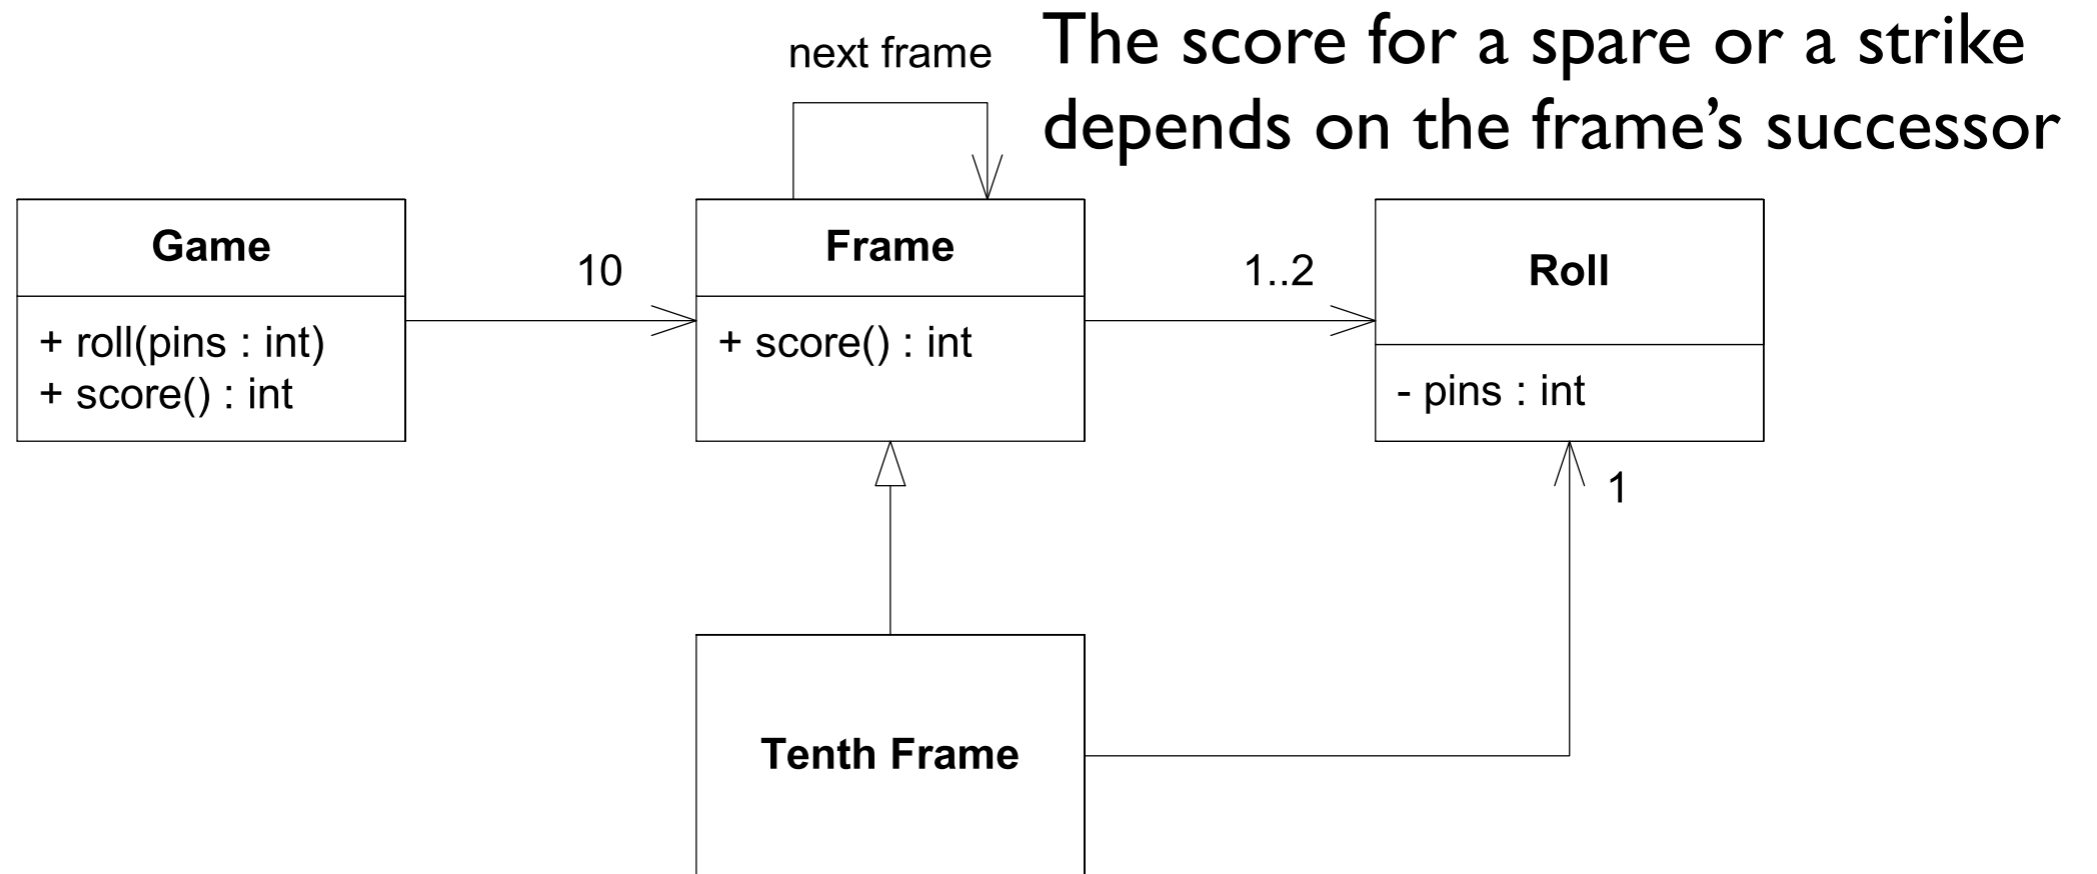 next frame
The score for a spare or a strike
depends on the frame’s successor
Game
+ roll(pins : int)
+ score() : int
10
Frame
+ score() : int
1..2
Roll
- pins : int
1
Tenth Frame